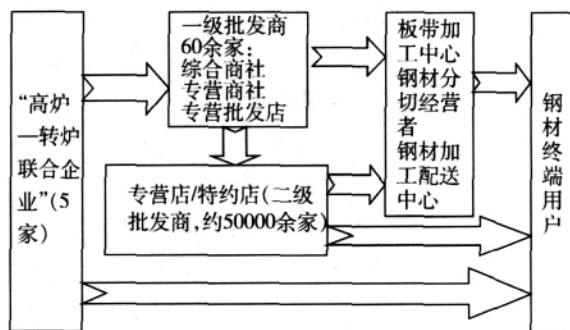 “高炉
—转炉
联合企
业”(5
家)
一级批发商
60余家：
综合商社
专营商社
专营批发店
专营店/特约店(二级
批发商,约50000余家)
板带加
工中心
钢材分
切经营
者
钢材加
工配送
中心
钢材终端用户